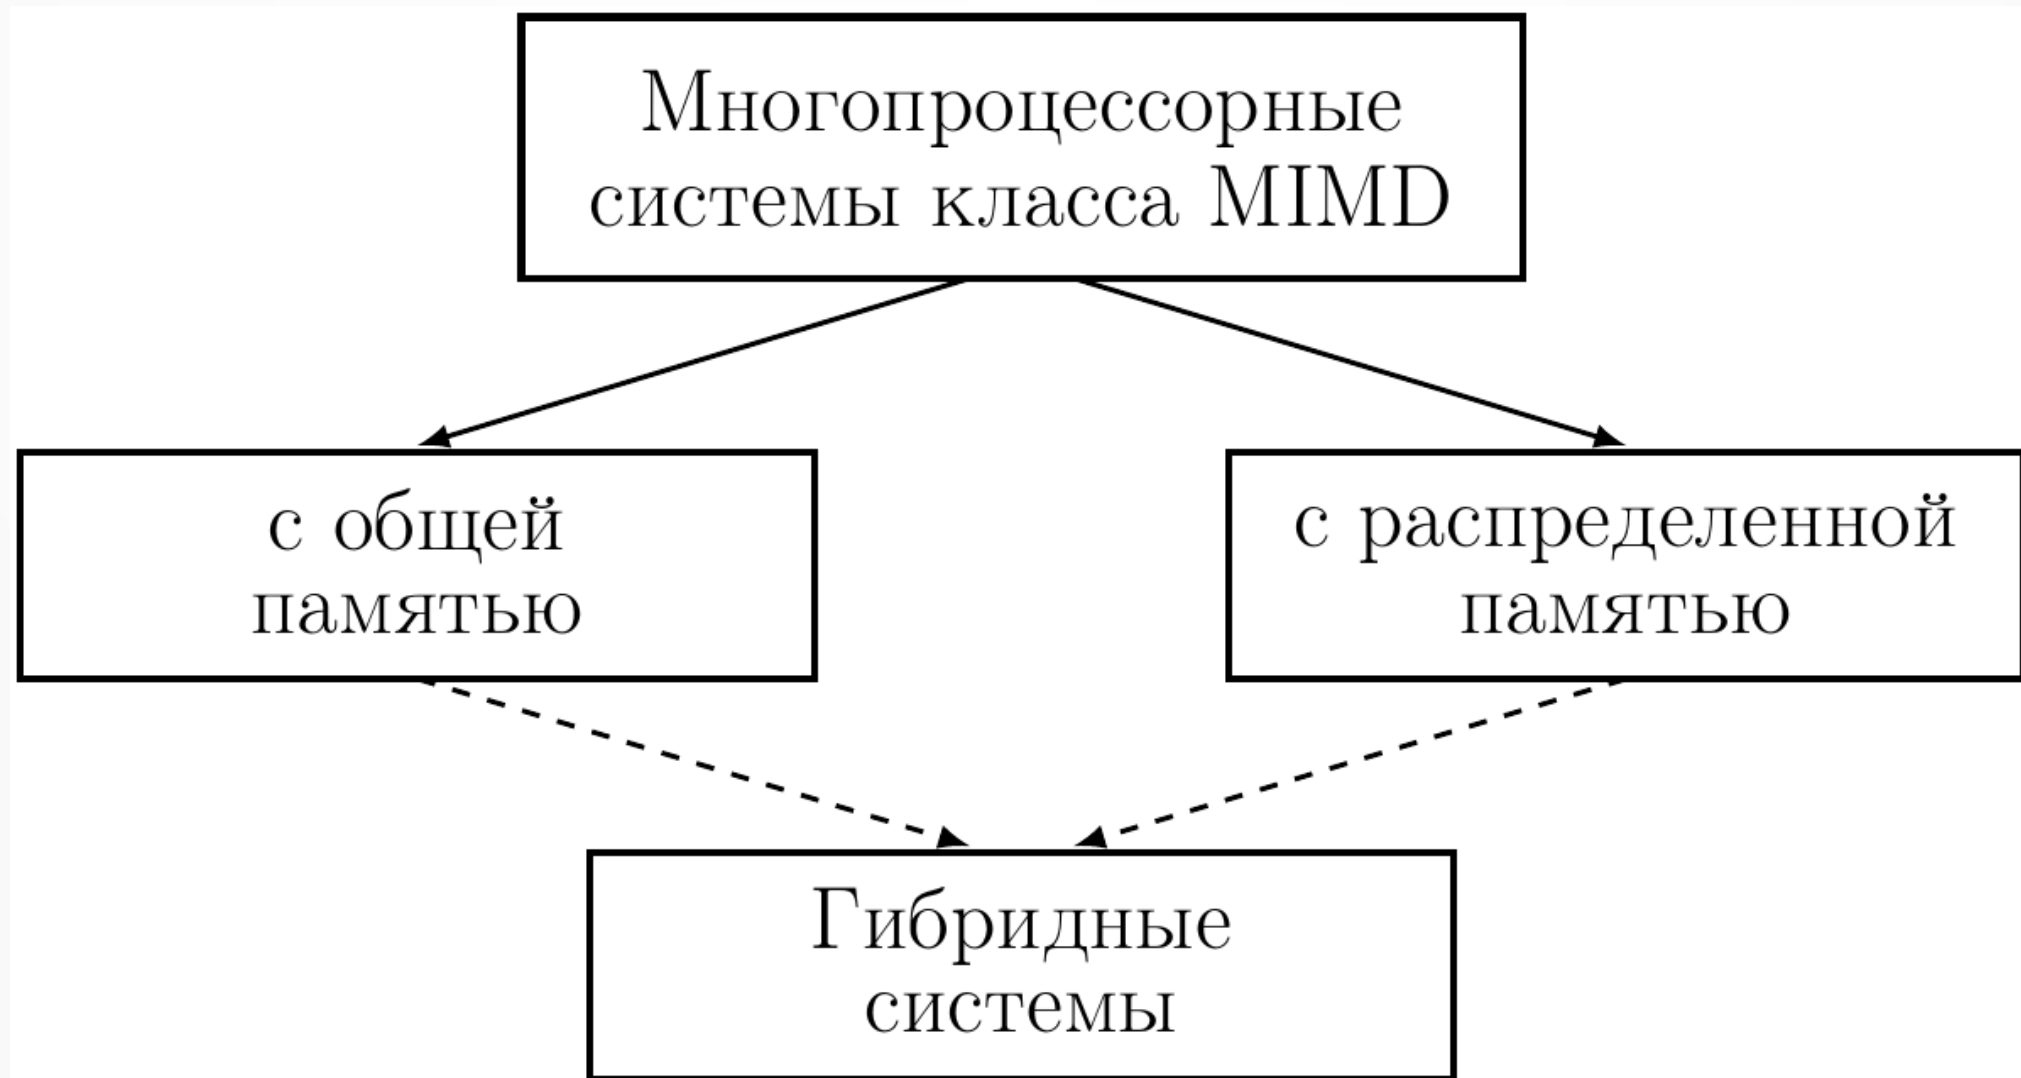 Многопроцессорные
системы класса MIMD
с общей
памятью
с распределенной
памятью
Гибридные
системы